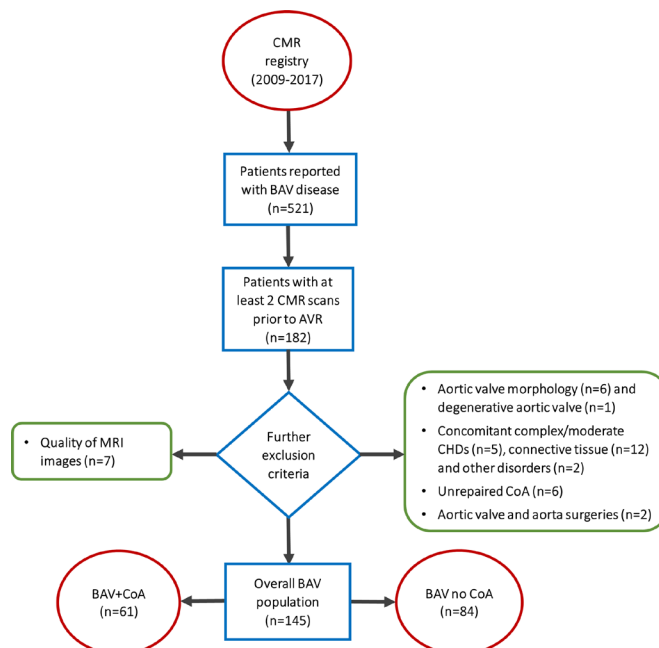 CMR
registry
(2009-2017)
Patients reported
with BAV disease
(n=521)
Patients with at
least 2 CMR scans
prior to AVR
(n=182)
Further
exclusion
criteria
• Quality of MRI
images (n=7)
• Aortic valve morphology (n=6) and
degenerative aortic valve (n=1)
• Concomitant complex/moderate
CHDs (n=5), connective tissue (n=12)
and other disorders (n=2)
• Unrepaired CoA (n=6)
• Aortic valve and aorta surgeries (n=2)
BAV+CoA
(n=61)
Overall BAV
population
(n=145)
BAV no CoA
(n=84)